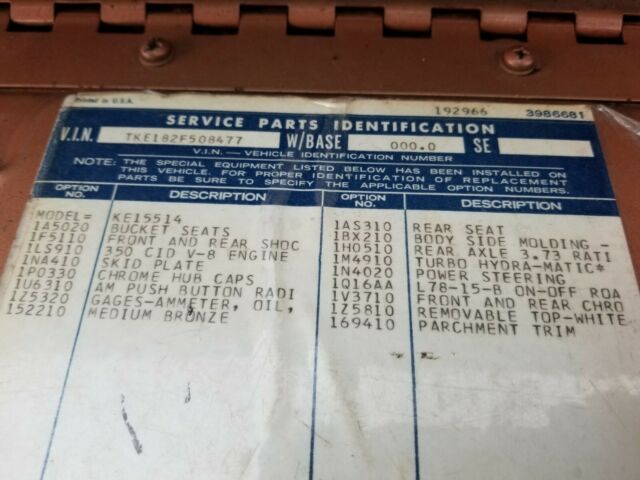 Printed in U.S.A.
192966 3986681
SERVICE PARTS IDENTIFICATION
V.I.N. TKE182F508477 W/BASE 000.0 SE
V.I.N. — VEHICLE IDENTIFICATION NUMBER
NOTE: THE SPECIAL EQUIPMENT LISTED BELOW HAS BEEN INSTALLED ON
THIS VEHICLE. FOR PROPER IDENTIFICATION OF REPLACEMENT
PARTS BE SURE TO SPECIFY THE APPLICABLE OPTION NUMBERS.
OPTION NO. DESCRIPTION OPTION NO. DESCRIPTION
MODEL= KE15514
1A5020 BUCKET SEATS
1F5110 FRONT AND REAR SHOC
1LS910 350 CID V-8 ENGINE
1NA410 SKID PLATE
1P0330 CHROME HUB CAPS
1U6310 AM PUSH BUTTON RADI
1Z5320 GAGES-AMMETER, OIL,
152210 MEDIUM BRONZE
1AS310 REAR SEAT
1BX210 BODY SIDE MOLDING -
1H0510 REAR AXLE 3.73 RATI
1M4910 TURBO HYDRA-MATIC*
1N4020 POWER STEERING
1Q16AA L78-15-B ON-OFF ROA
1V3710 FRONT AND REAR CHRO
1Z5810 REMOVABLE TOP-WHITE
169410 PARCHMENT TRIM